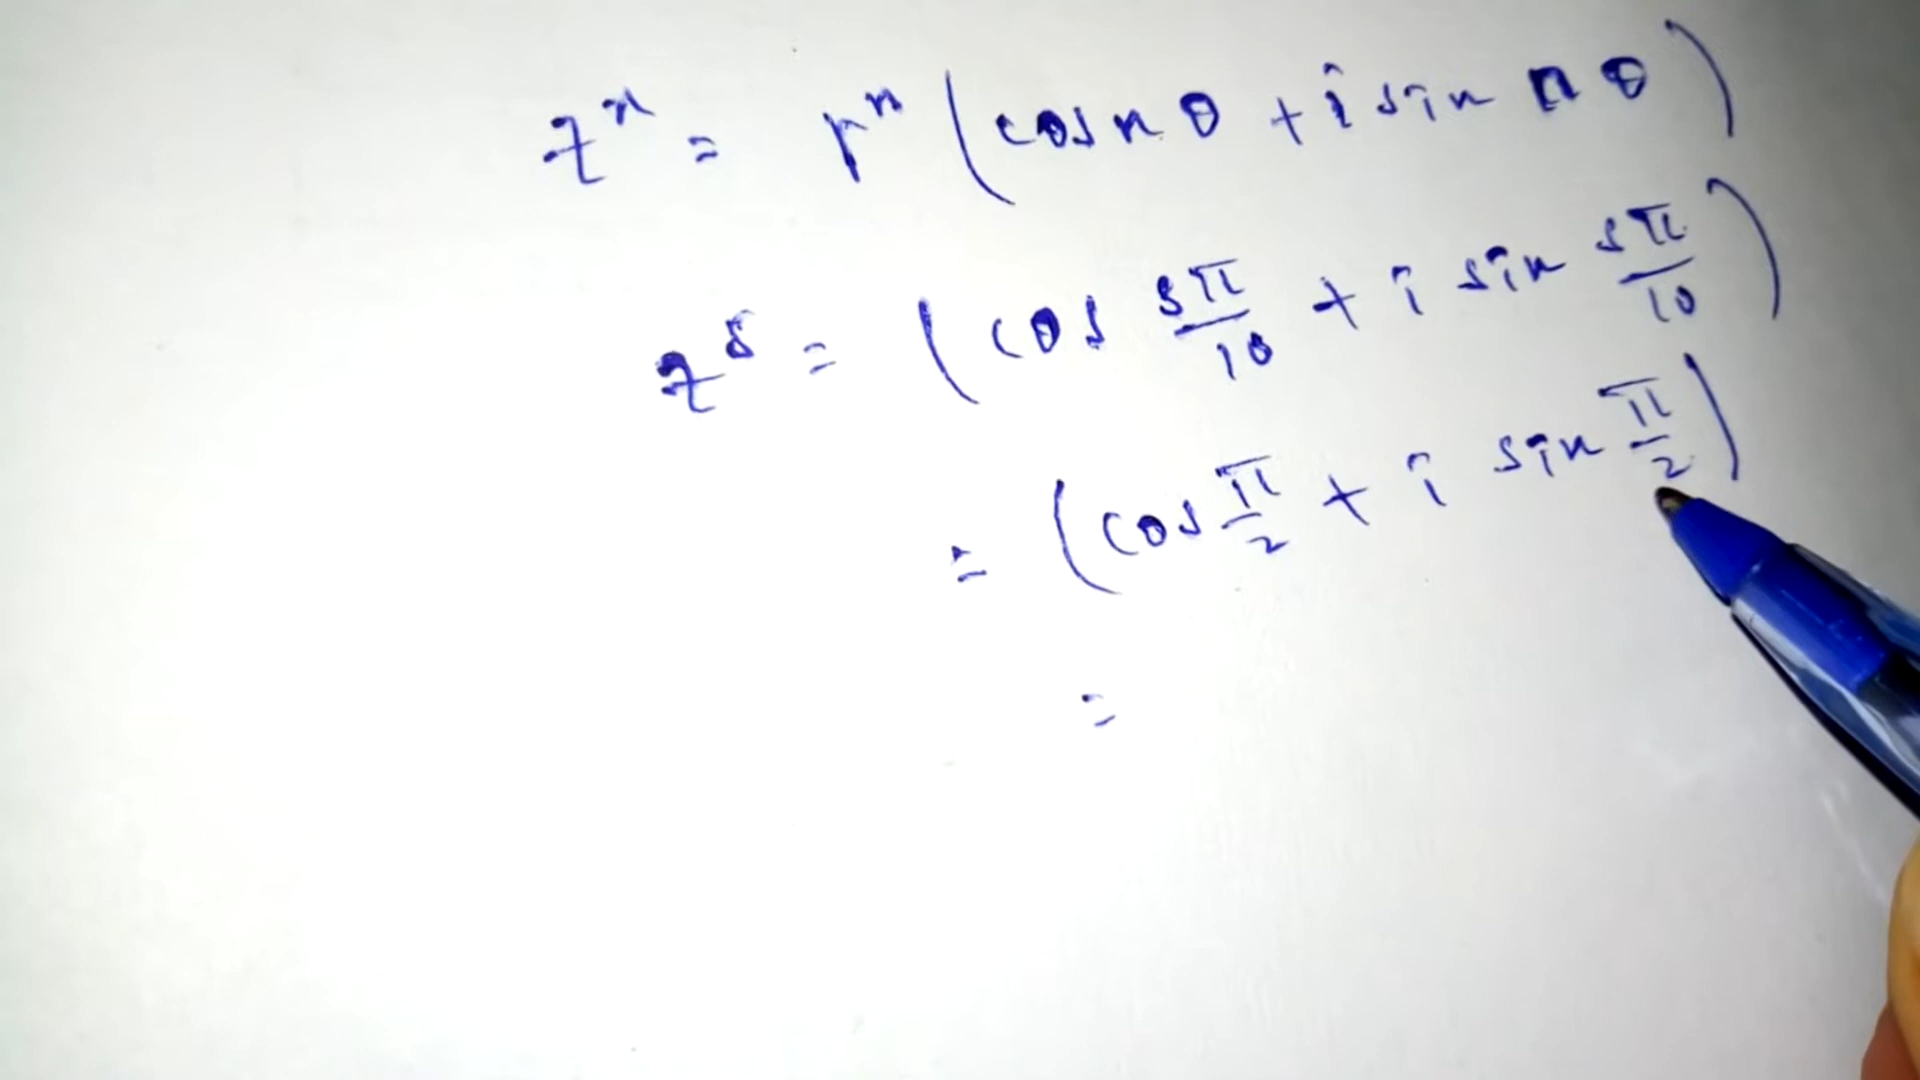 z^n = r^n (cos nθ + i sin nθ)
z^5 = (cos 5π/10 + i sin 5π/10)
= (cos π/2 + i sin π/2)
=